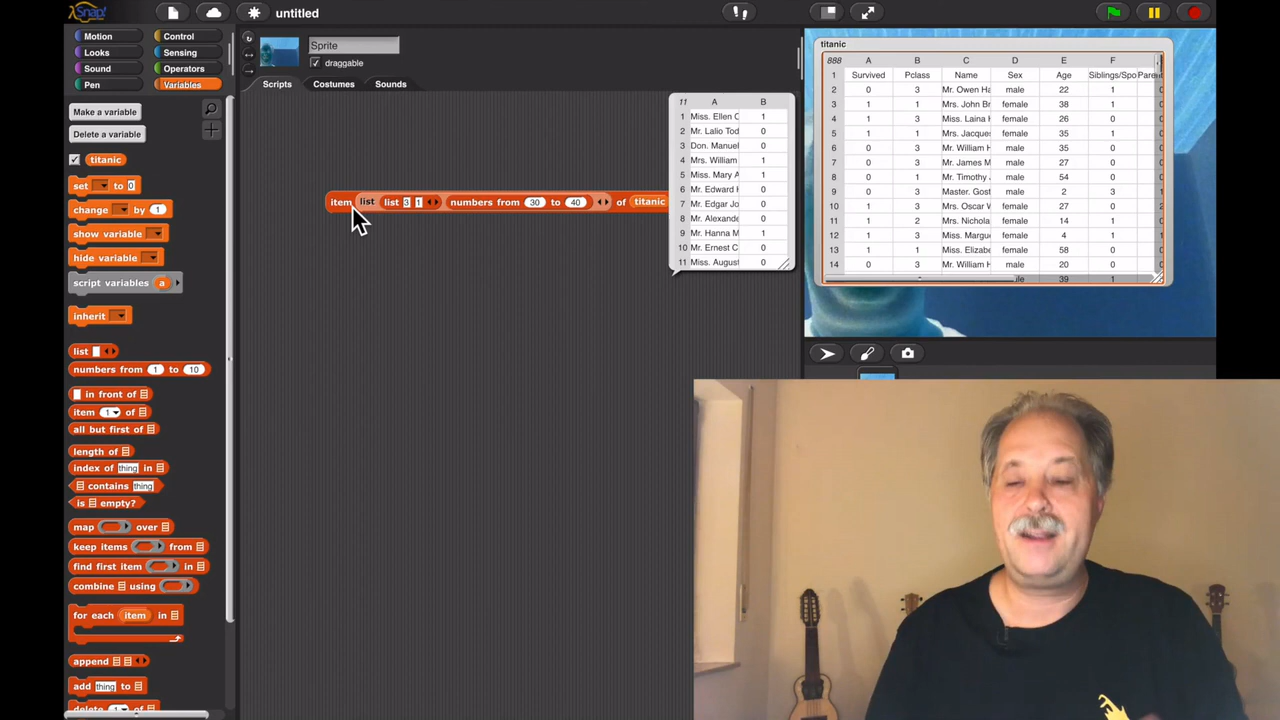 Snap!
untitled
Motion
Control
Looks
Sensing
Sound
Operators
Pen
Variables
Make a variable
Delete a variable
titanic
set to 0
change by 1
show variable
hide variable
script variables a
inherit
list
numbers from 1 to 10
in front of
item 1 of
all but first of
length of
index of thing in
contains thing
is empty?
map over
keep items from
find first item in
combine using
for each item in
append
add thing to
delete 1 of
Sprite
draggable
Scripts
Costumes
Sounds
item list list 3 1 numbers from 30 to 40 of titanic
11 A B
1 Miss. Ellen 1
2 Mr. Lalio Tod 0
3 Don. Manuel 0
4 Mrs. William 1
5 Miss. Mary A 1
6 Mr. Edward 0
7 Mr. Edgar Jo 0
8 Mr. Alexande 0
9 Mr. Hanna M 1
10 Mr. Ernest C 0
11 Miss. August 0
titanic
888 A B C D E F
1 Survived Pclass Name Sex Age Siblings/Spo Paren
2 0 3 Mr. Owen Ha male 22 1
3 1 1 Mrs. John Br female 38 1
4 1 3 Miss. Laina female 26 0
5 1 1 Mrs. Jacques female 35 1
6 0 3 Mr. William H male 35 0
7 0 3 Mr. James M male 27 0
8 0 1 Mr. Timothy male 54 0
9 0 3 Master. Gost male 2 3
10 1 3 Mrs. Oscar W female 27 0
11 1 2 Mrs. Nichola female 14 1
12 1 3 Miss. Margu female 4 1
13 1 1 Miss. Elizabe female 58 0
14 0 3 Mr. William H male 20 0
39 1